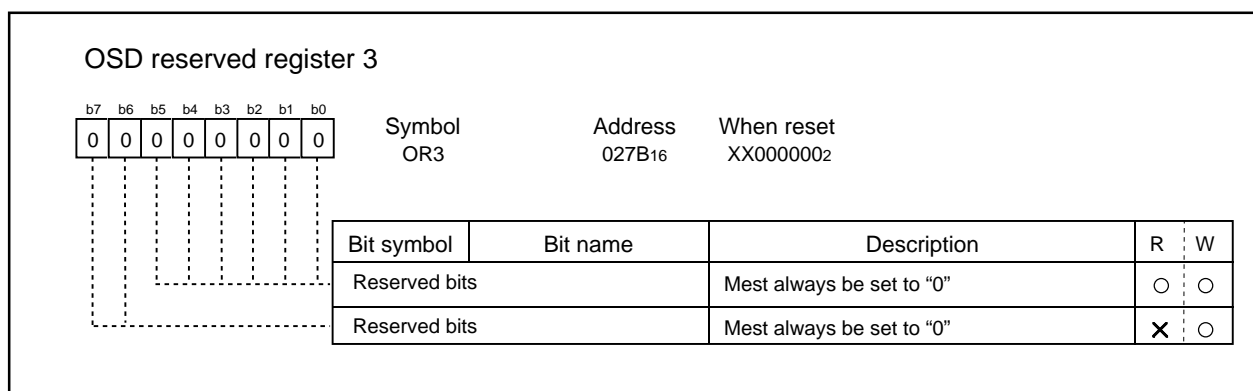 OSD reserved register 3
b7 b6 b5 b4 b3 b2 b1 b0
0 0 0 0 0 0 0 0
Symbol Address When reset
OR3 027B16 XX0000002
Bit symbol Bit name Description R W
Reserved bits Mest always be set to “0”
Reserved bits Mest always be set to “0”